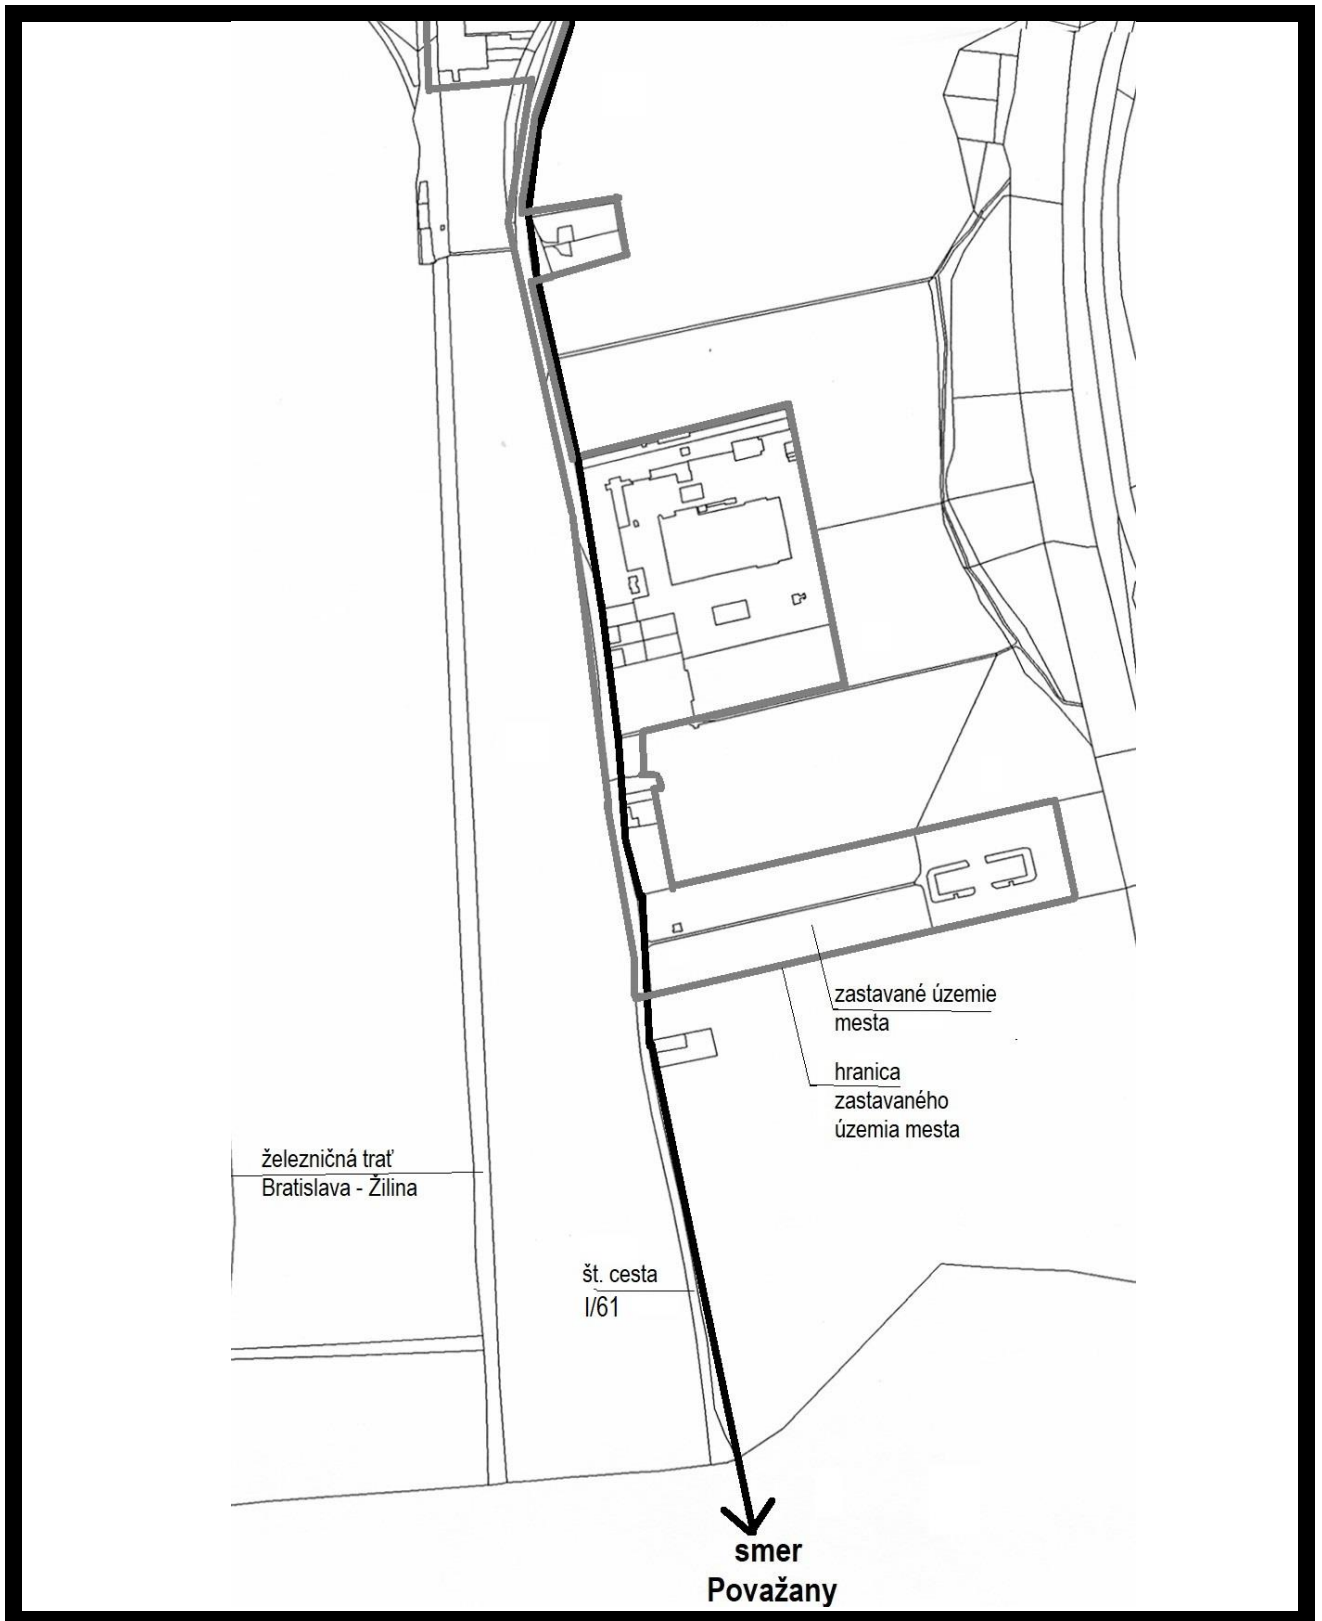 zastavané územie
mesta
hranica
zastavaného
územia mesta
železničná trať
Bratislava - Žilina
št. cesta
I/61
smer
Považany